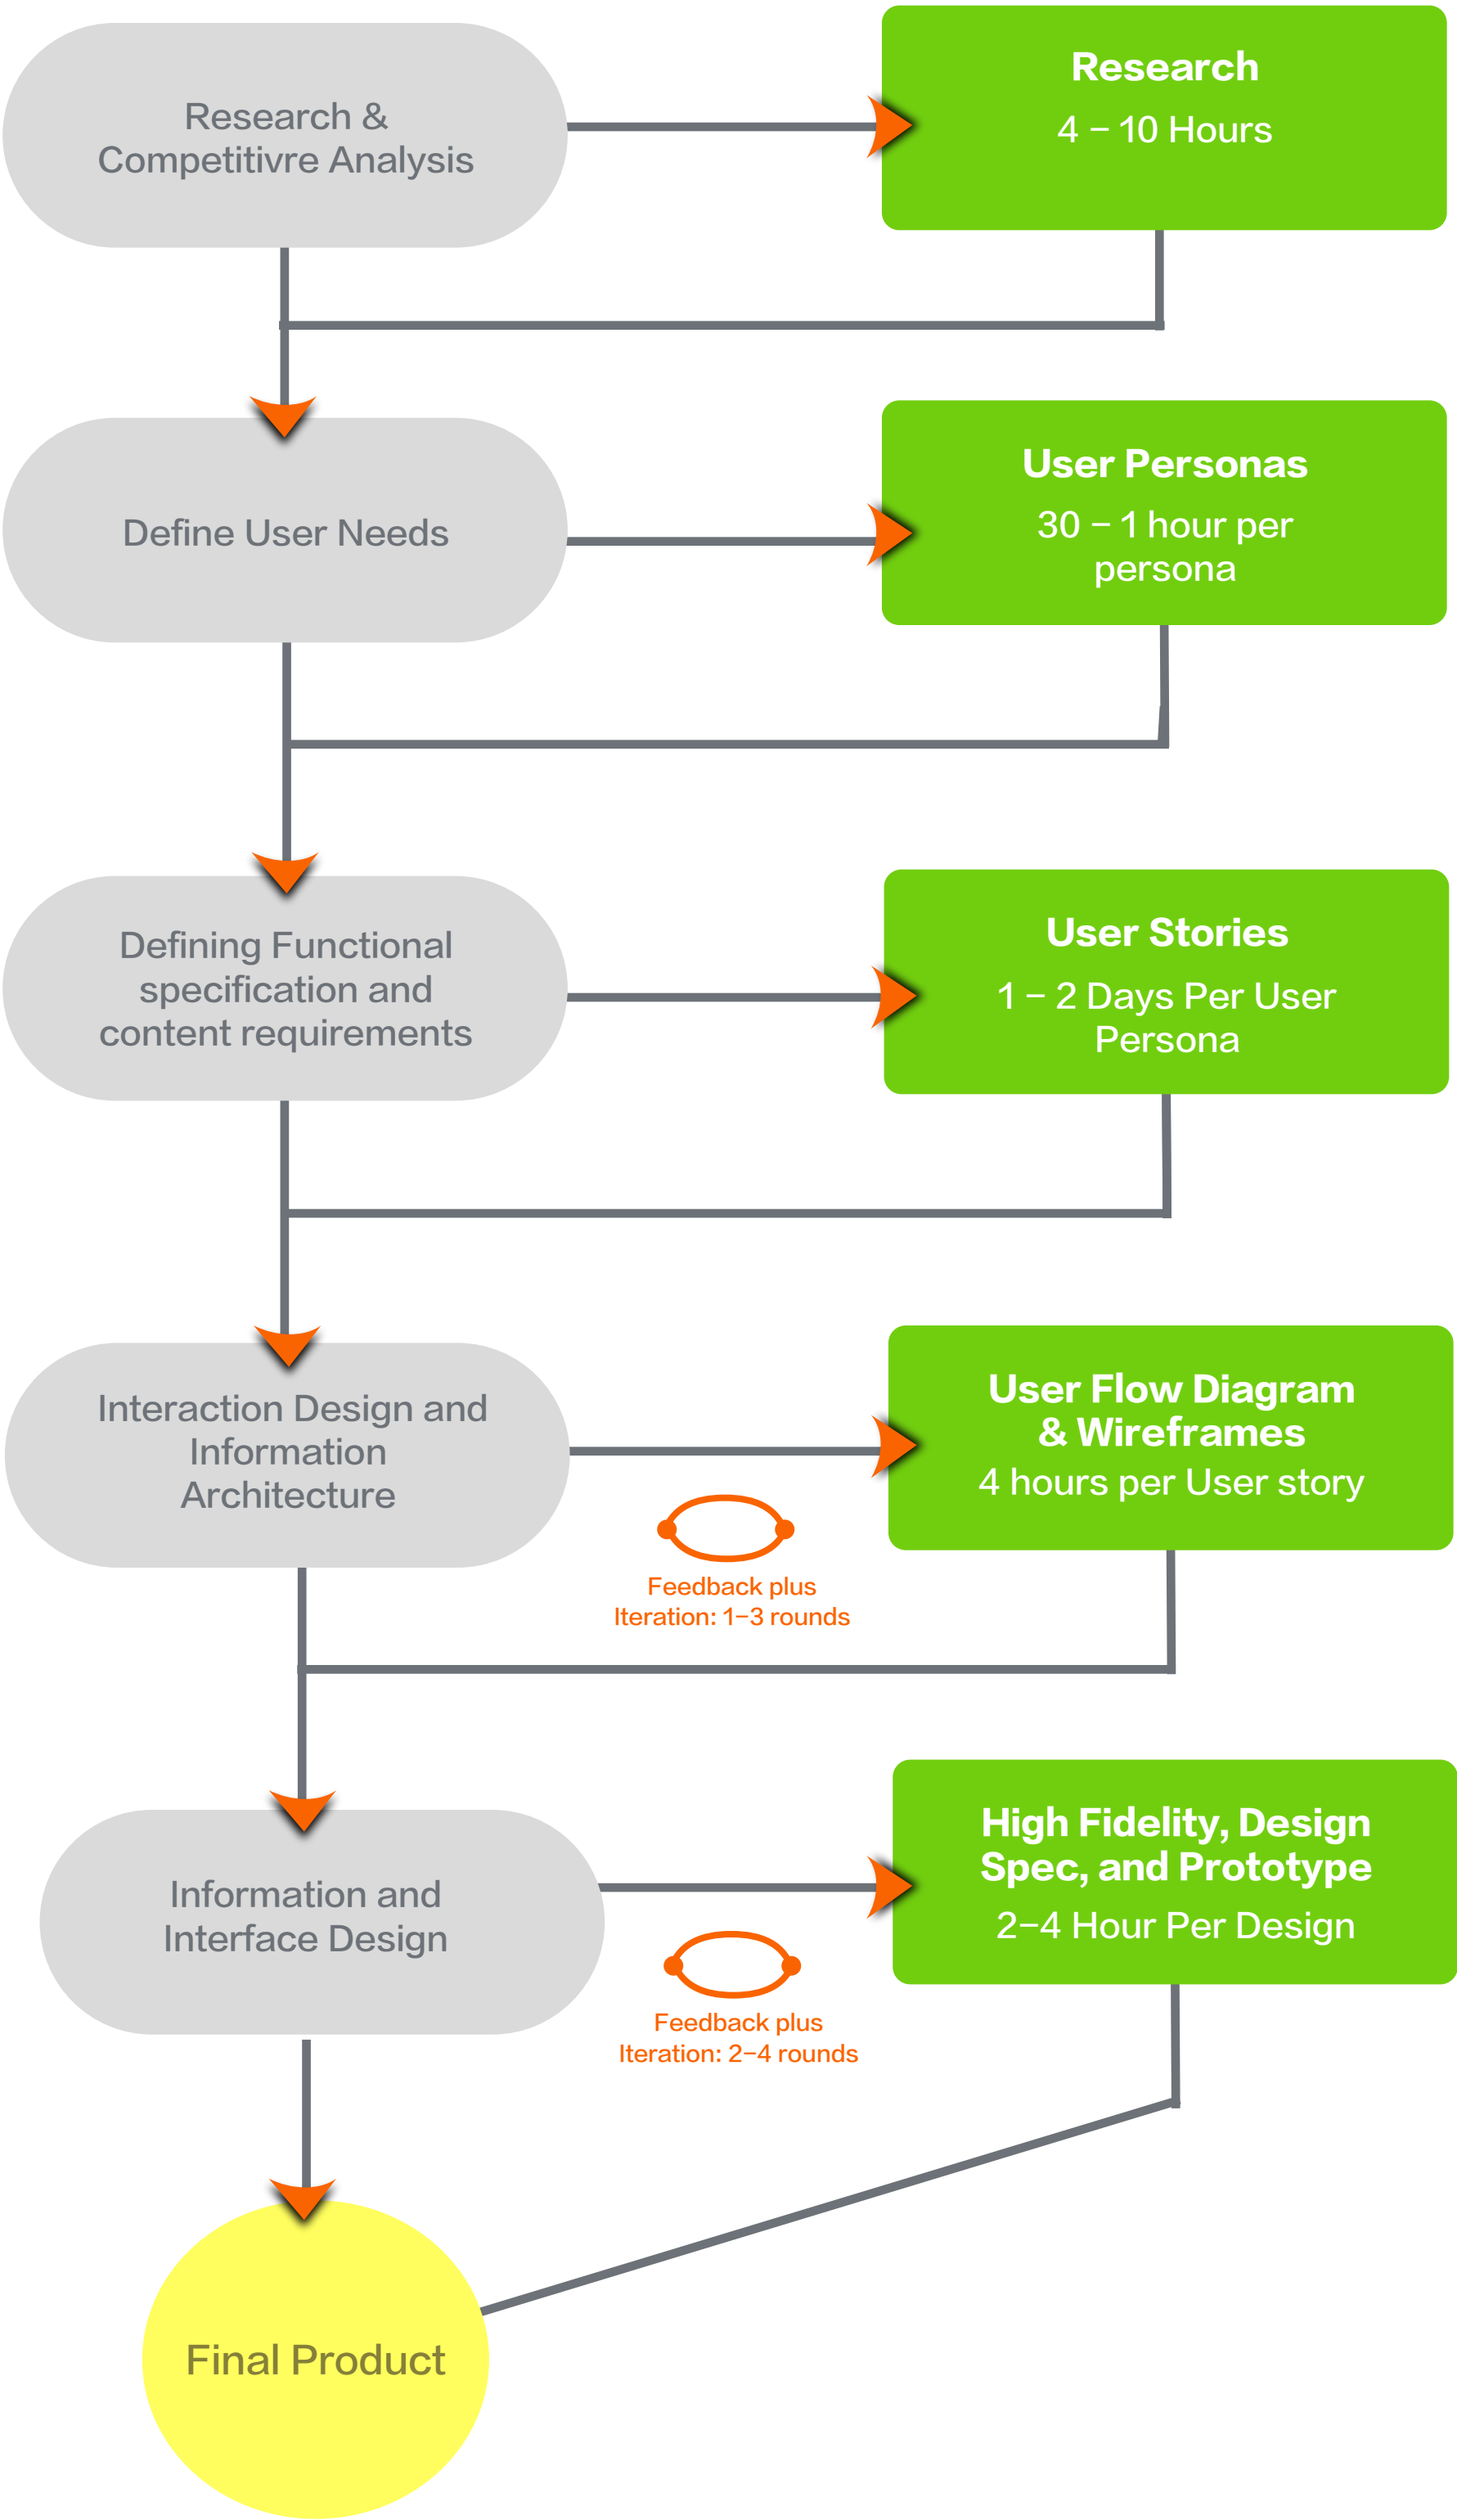 Research &
Competitive Analysis
Research
4 – 10 Hours
Define User Needs
User Personas
30 – 1 hour per
persona
Defining Functional
specification and
content requirements
User Stories
1 – 2 Days Per User
Persona
Interaction Design and
Information
Architecture
User Flow Diagram
& Wireframes
4 hours per User story
Feedback plus
Iteration: 1–3 rounds
Information and
Interface Design
High Fidelity, Design
Spec, and Prototype
2–4 Hour Per Design
Feedback plus
Iteration: 2–4 rounds
Final Product